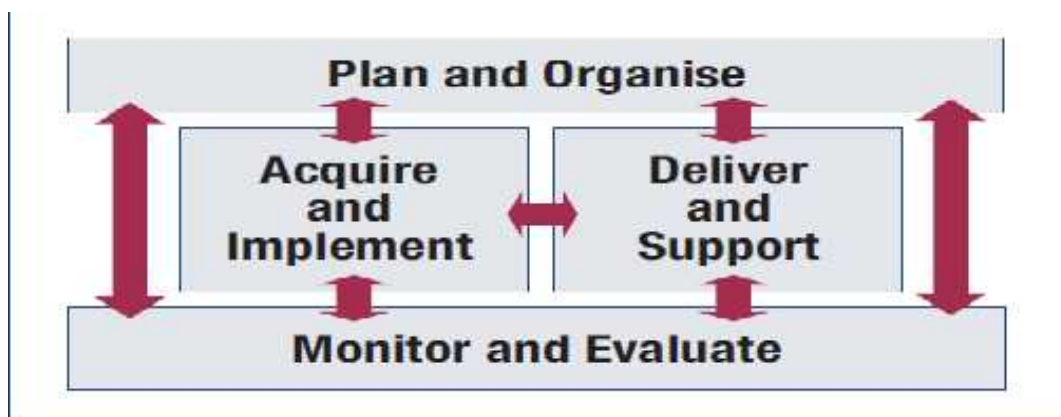 Plan and Organise
Acquire
and
Implement
Deliver
and
Support
Monitor and Evaluate